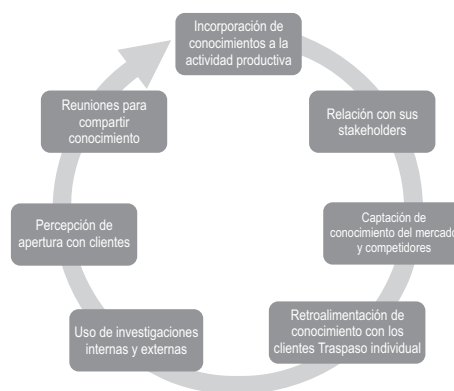 Incorporación de
conocimientos a la
actividad productiva
Relación con sus
stakeholders
Captación de
conocimiento del mercado
y competidores
Retroalimentación de
conocimiento con los
clientes Traspaso individual
Uso de investigaciones
internas y externas
Percepción de
apertura con clientes
Reuniones para
compartir
conocimiento